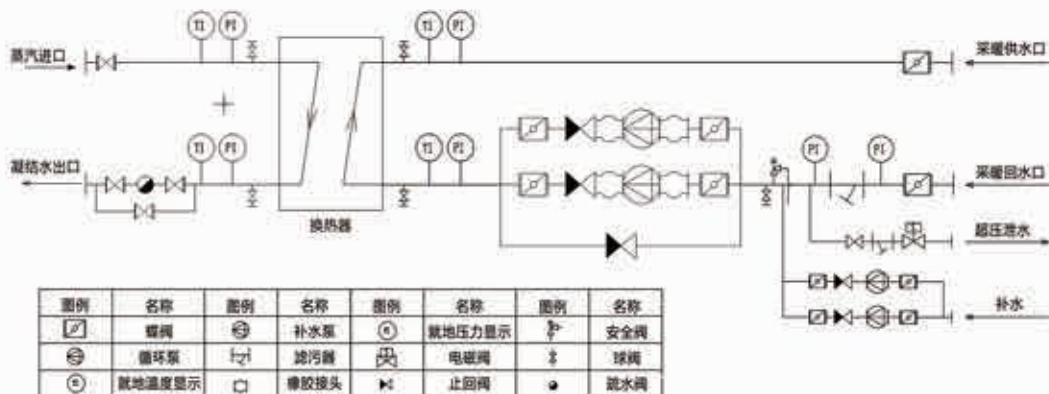 TI PI TI PI
蒸汽进口
采暖供水口
TI PI TI PI PI PI
凝结水出口
采暖回水口
换热器
超压泄水
补水
图例 名称 图例 名称 图例 名称 图例 名称
蝶阀 补水泵 就地压力显示 安全阀
循环泵 滤污器 电磁阀 球阀
就地温度显示 橡胶接头 止回阀 疏水阀